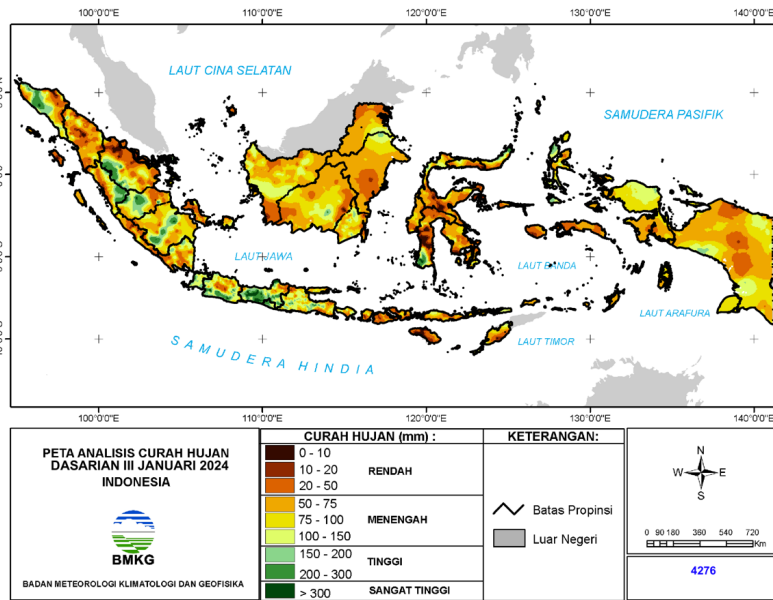 100°0'0"E 110°0'0"E 120°0'0"E 130°0'0"E 140°0'0"E
LAUT CINA SELATAN
SAMUDERA PASIFIK
LAUT JAWA
LAUT BANDA
LAUT ARAFURA
LAUT TIMOR
SAMUDERA HINDIA
100°0'0"E 110°0'0"E 120°0'0"E 130°0'0"E 140°0'0"E
PETA ANALISIS CURAH HUJAN
DASARIAN III JANUARI 2024
INDONESIA
BMKG
BADAN METEOROLOGI KLIMATOLOGI DAN GEOFISIKA
CURAH HUJAN (mm) :
0 - 10
10 - 20
20 - 50
RENDAH
50 - 75
75 - 100
100 - 150
MENENGAH
150 - 200
200 - 300
TINGGI
> 300
SANGAT TINGGI
KETERANGAN:
Batas Propinsi
Luar Negeri
N
W E
S
0 90 180 360 540 720
Km
4276